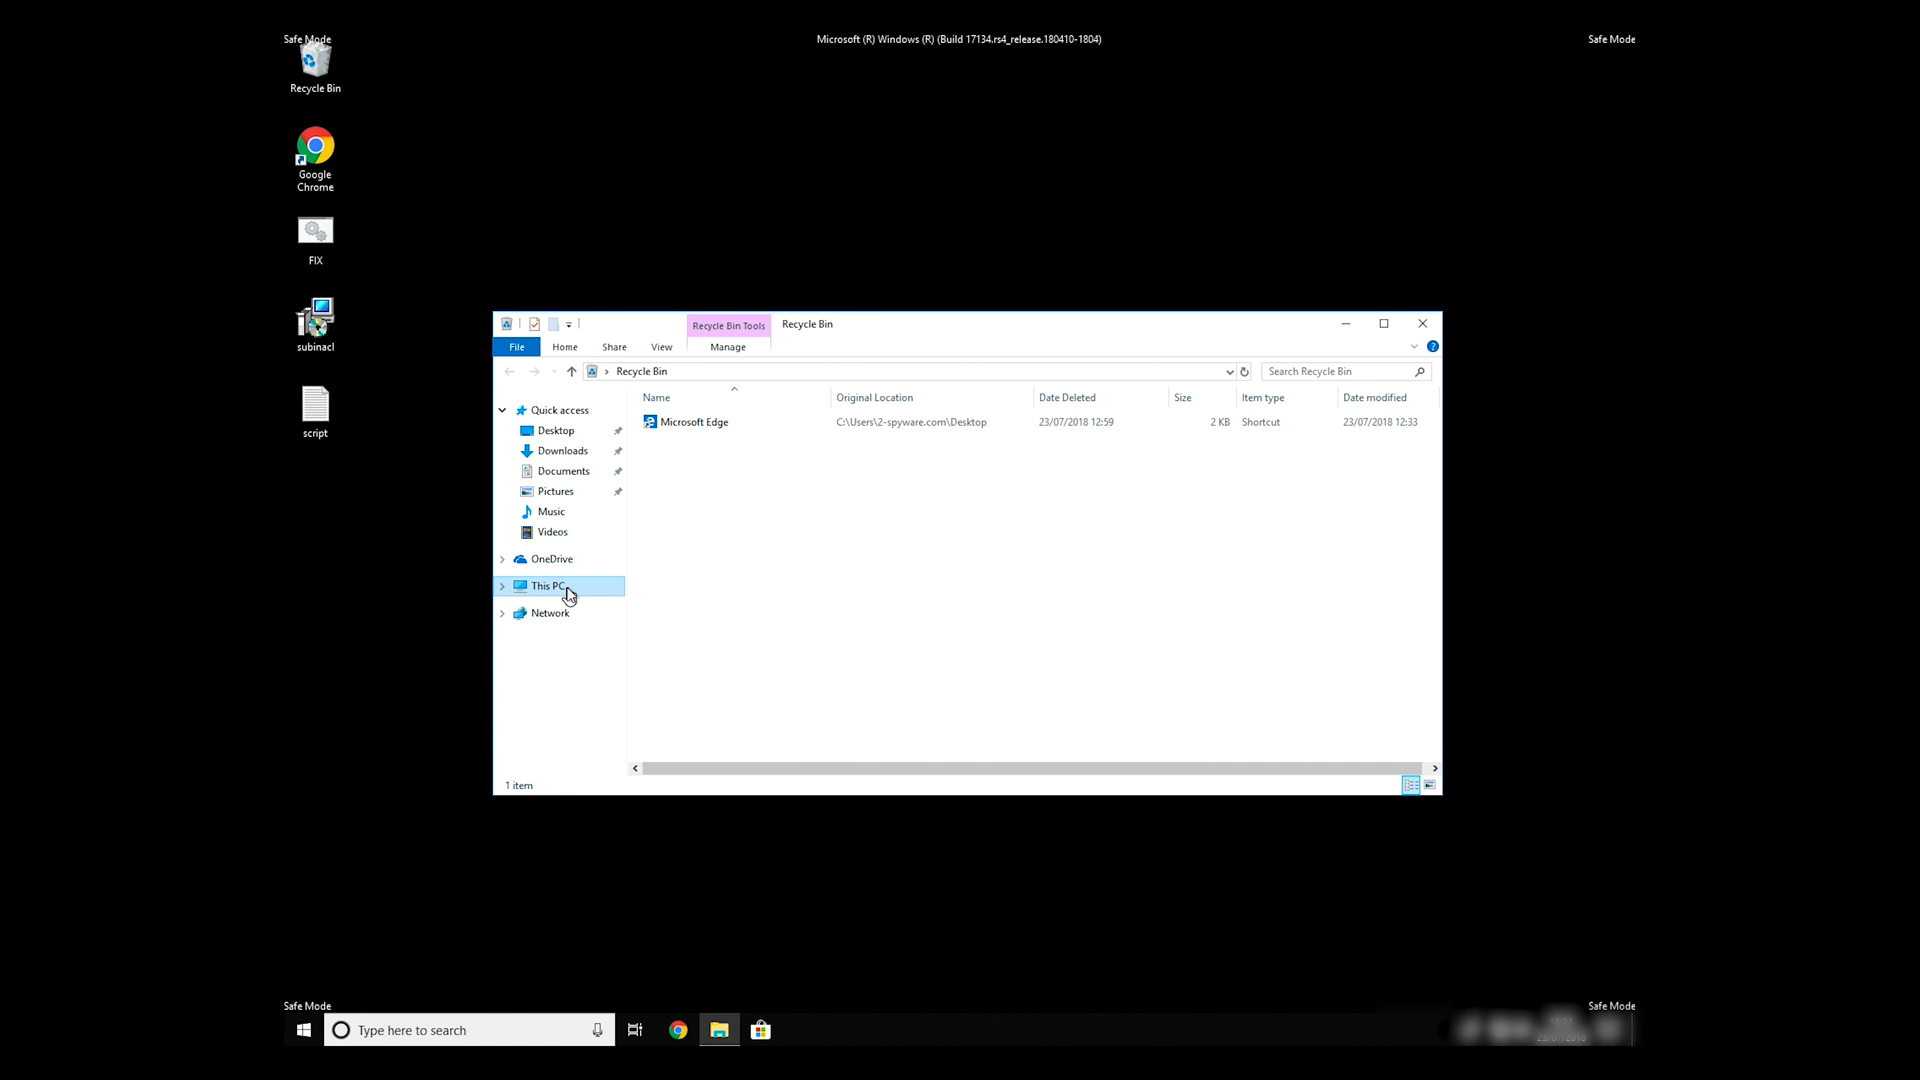 Safe Mode
Microsoft (R) Windows (R) (Build 17134.rs4_release.180410-1804)
Safe Mode
Recycle Bin
Google
Chrome
FIX
subinacl
script
Recycle Bin Tools
Recycle Bin
File
Home
Share
View
Manage
Recycle Bin
Search Recycle Bin
Name
Original Location
Date Deleted
Size
Item type
Date modified
Microsoft Edge
C:\Users\2-spyware.com\Desktop
23/07/2018 12:59
2 KB
Shortcut
23/07/2018 12:33
Quick access
Desktop
Downloads
Documents
Pictures
Music
Videos
OneDrive
This PC
Network
1 item
Safe Mode
Safe Mode
Type here to search
23/07/2018